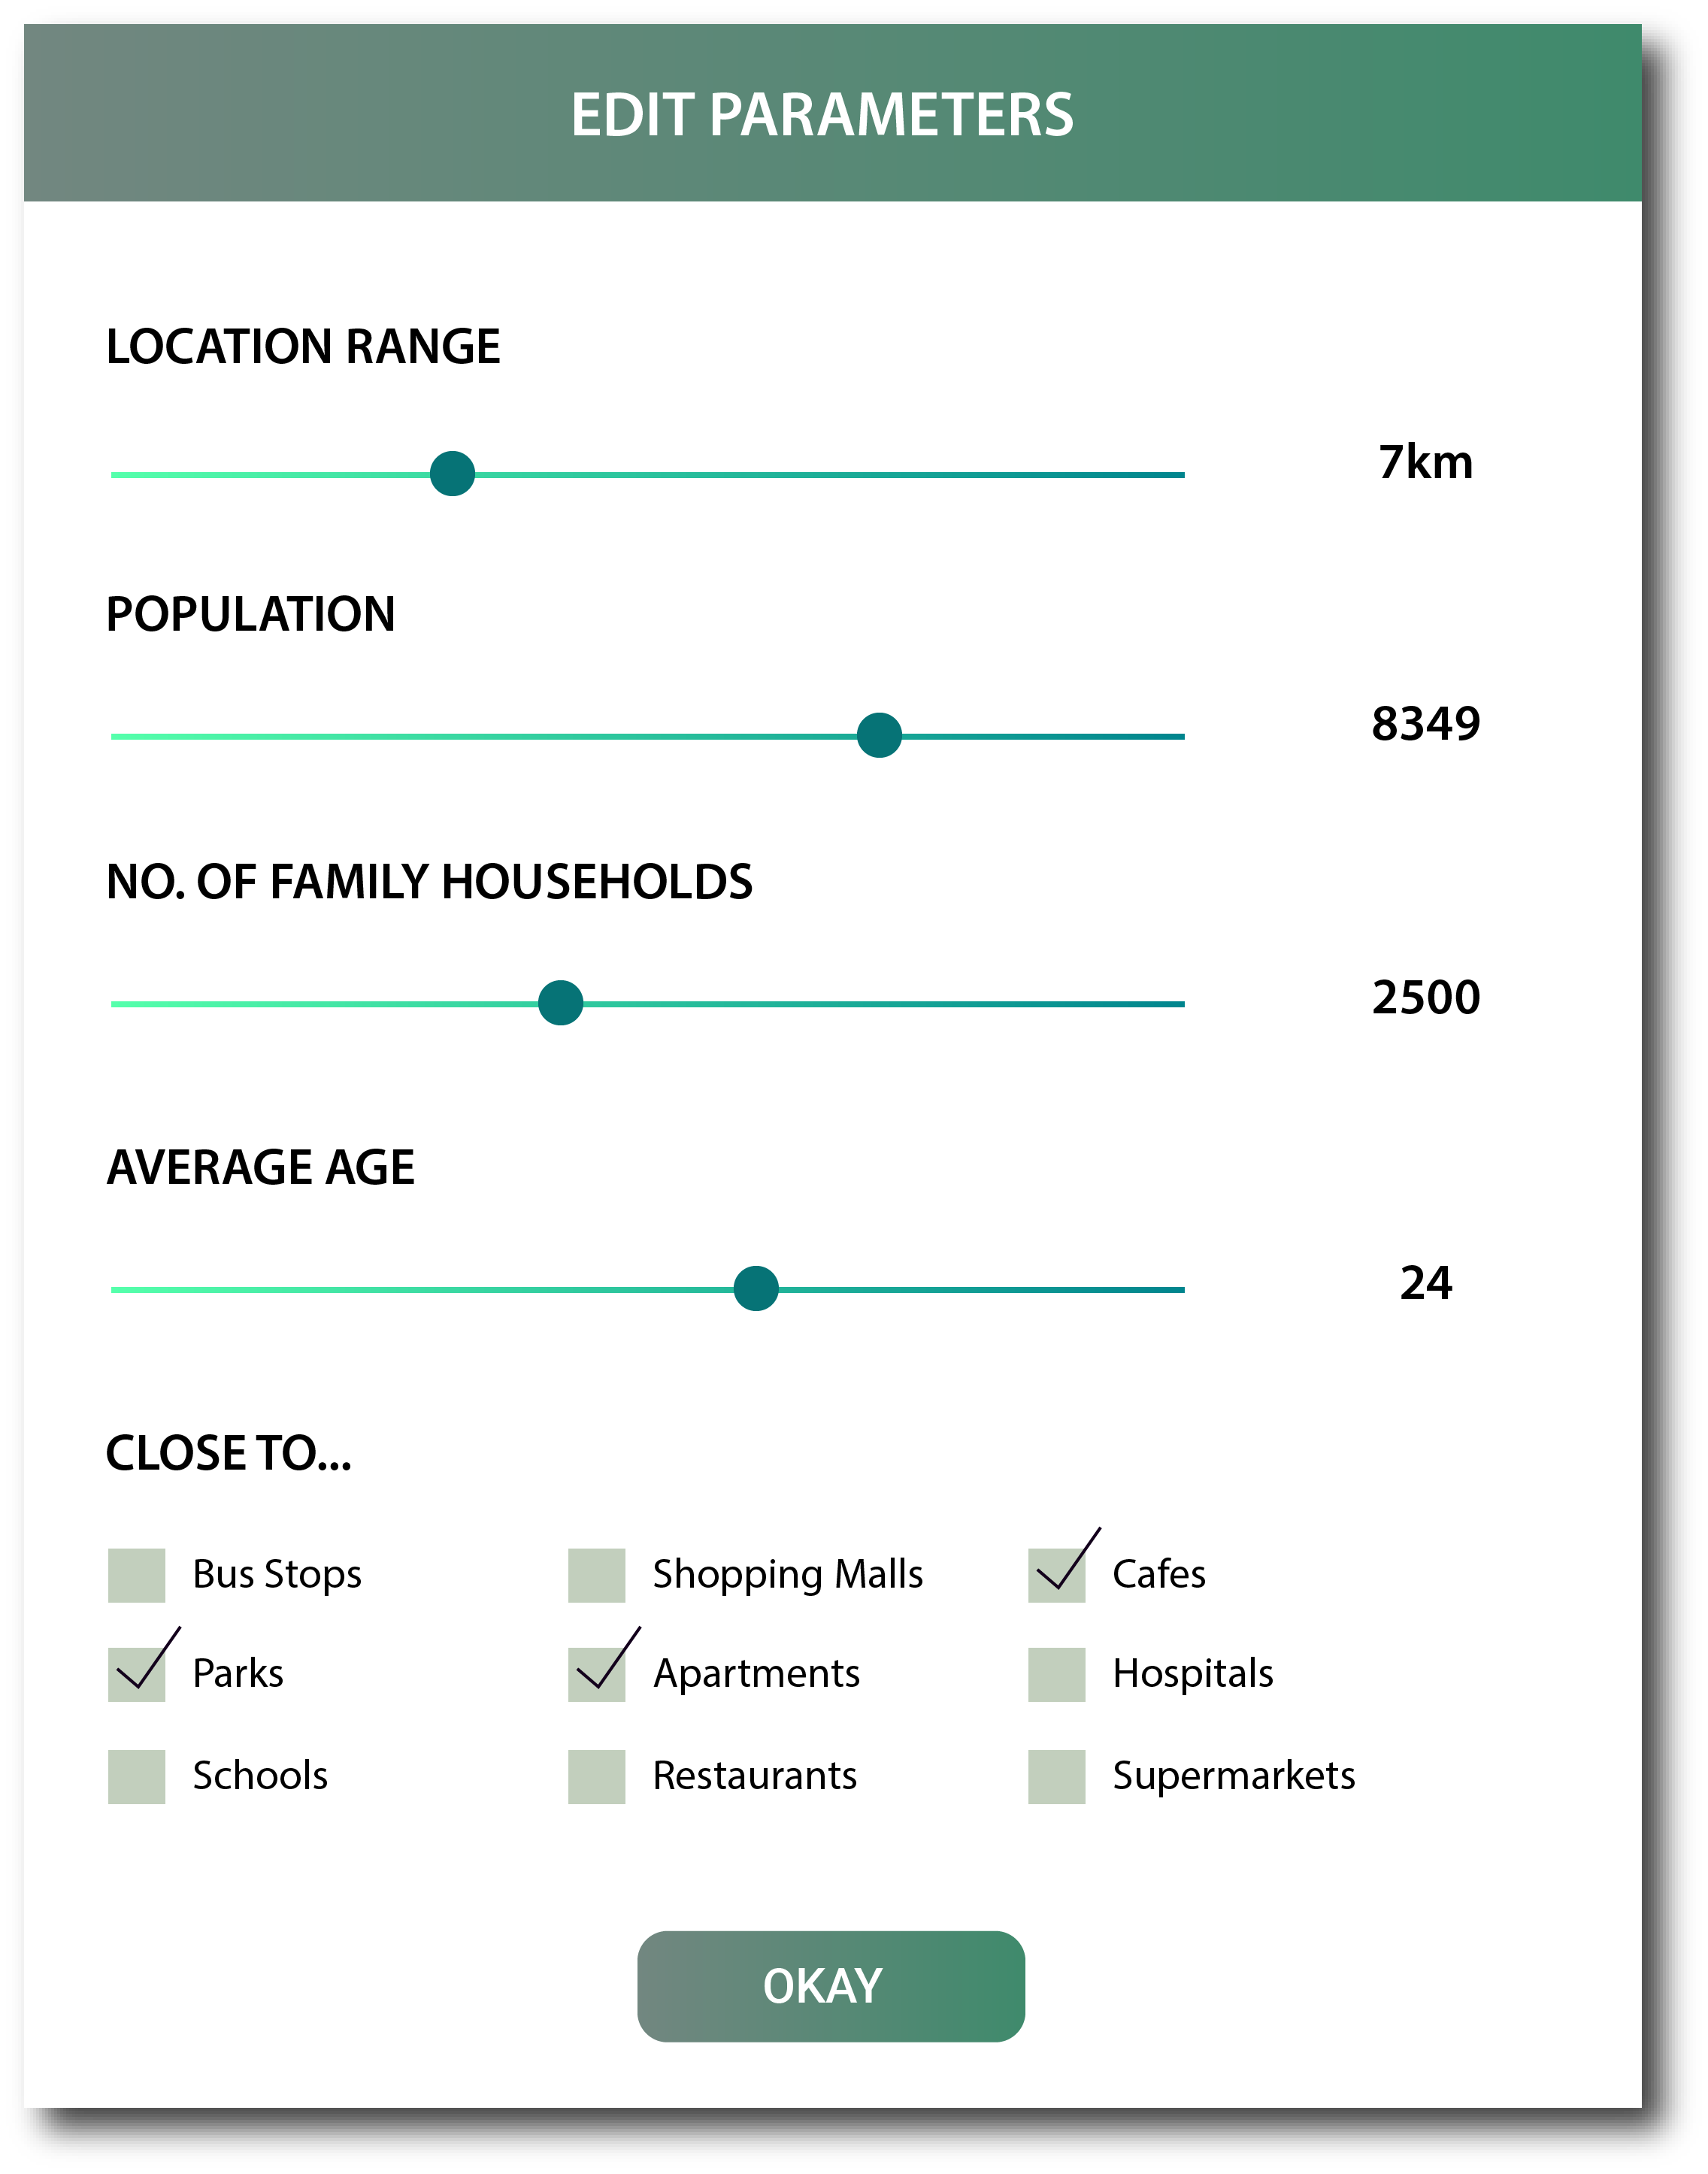 EDIT PARAMETERS
LOCATION RANGE
7km
POPULATION
8349
NO. OF FAMILY HOUSEHOLDS
2500
AVERAGE AGE
24
CLOSE TO...
Bus Stops Shopping Malls Cafes
Parks Apartments Hospitals
Schools Restaurants Supermarkets
OKAY